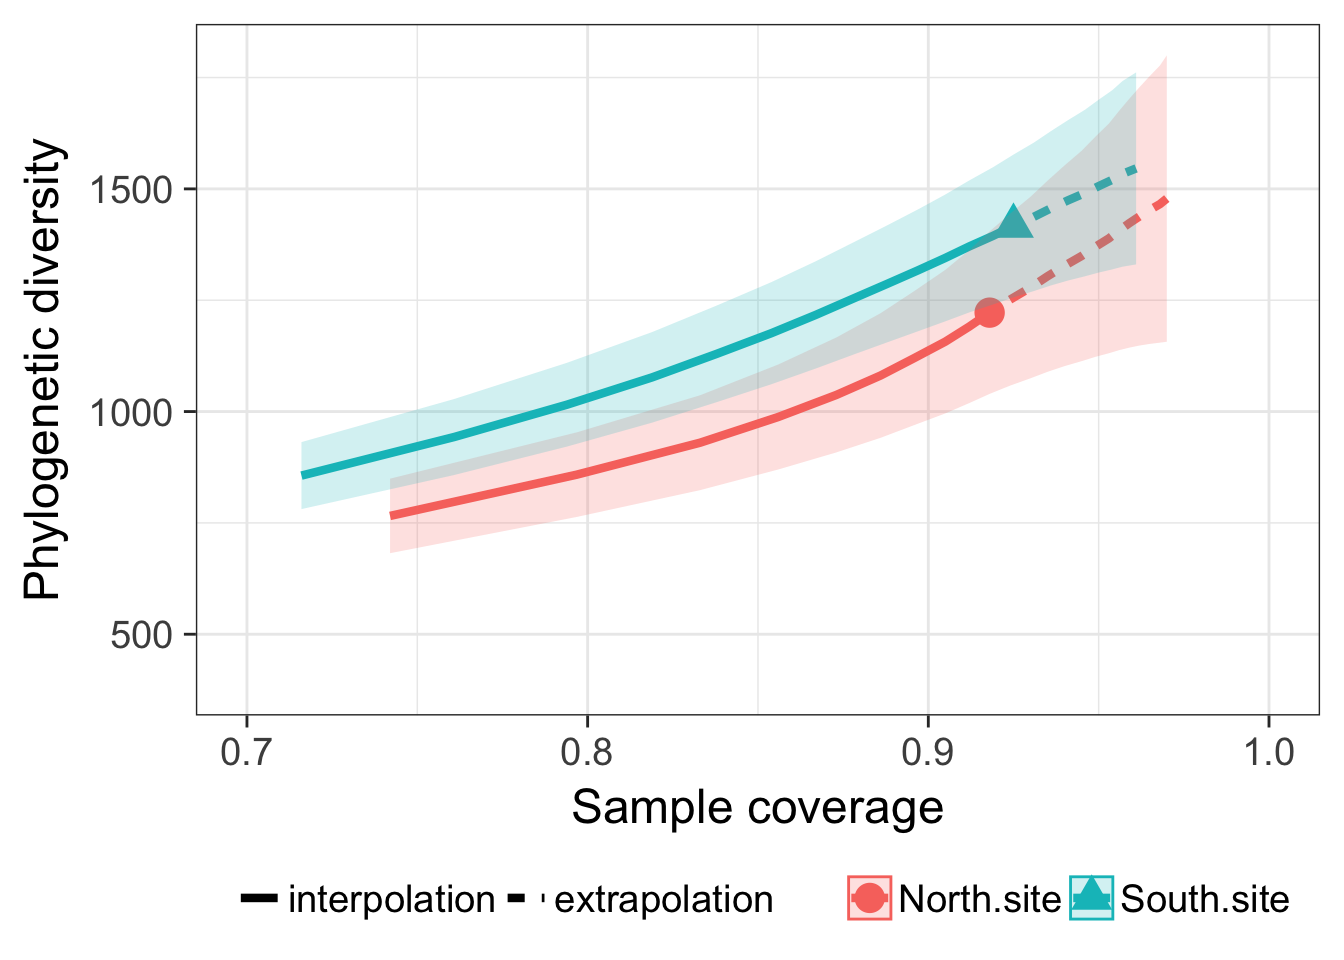 Phylogenetic diversity
1500
1000
500
0.7 0.8 0.9 1.0
Sample coverage
interpolation extrapolation North.site South.site